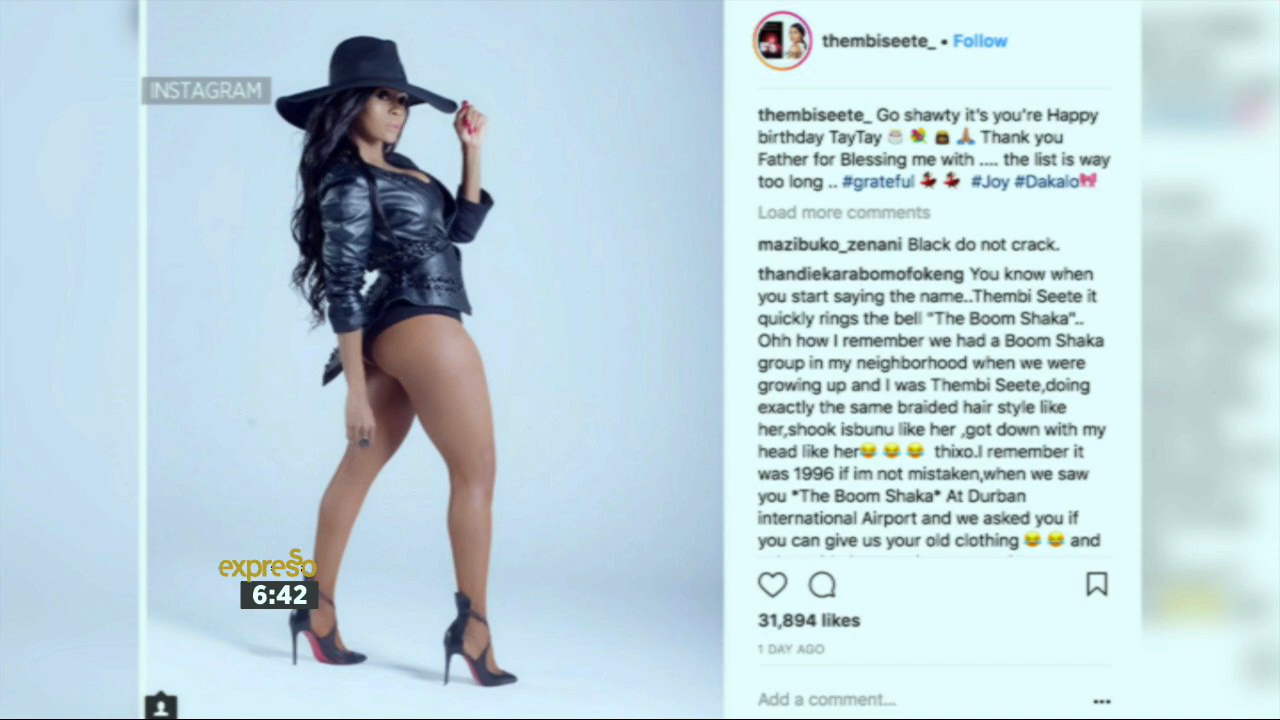 INSTAGRAM
expresso
6:42
thembiseete_ • Follow
thembiseete_ Go shawty it's you're Happy
birthday TayTay 🎂 💐 👜 🙏🏽 Thank you
Father for Blessing me with .... the list is way
too long .. #grateful 💃 💃 #Joy #Dakalo🎀
Load more comments
mazibuko_zenani Black do not crack.
thandiekarabomofokeng You know when
you start saying the name..Thembi Seete it
quickly rings the bell "The Boom Shaka"..
Ohh how I remember we had a Boom Shaka
group in my neighborhood when we were
growing up and I was Thembi Seete,doing
exactly the same braided hair style like
her,shook isbunu like her ,got down with my
head like her😂 😂 😂 thixo.I remember it
was 1996 if im not mistaken,when we saw
you *The Boom Shaka* At Durban
international Airport and we asked you if
you can give us your old clothing 😂 😂 and
31,894 likes
1 DAY AGO
Add a comment...